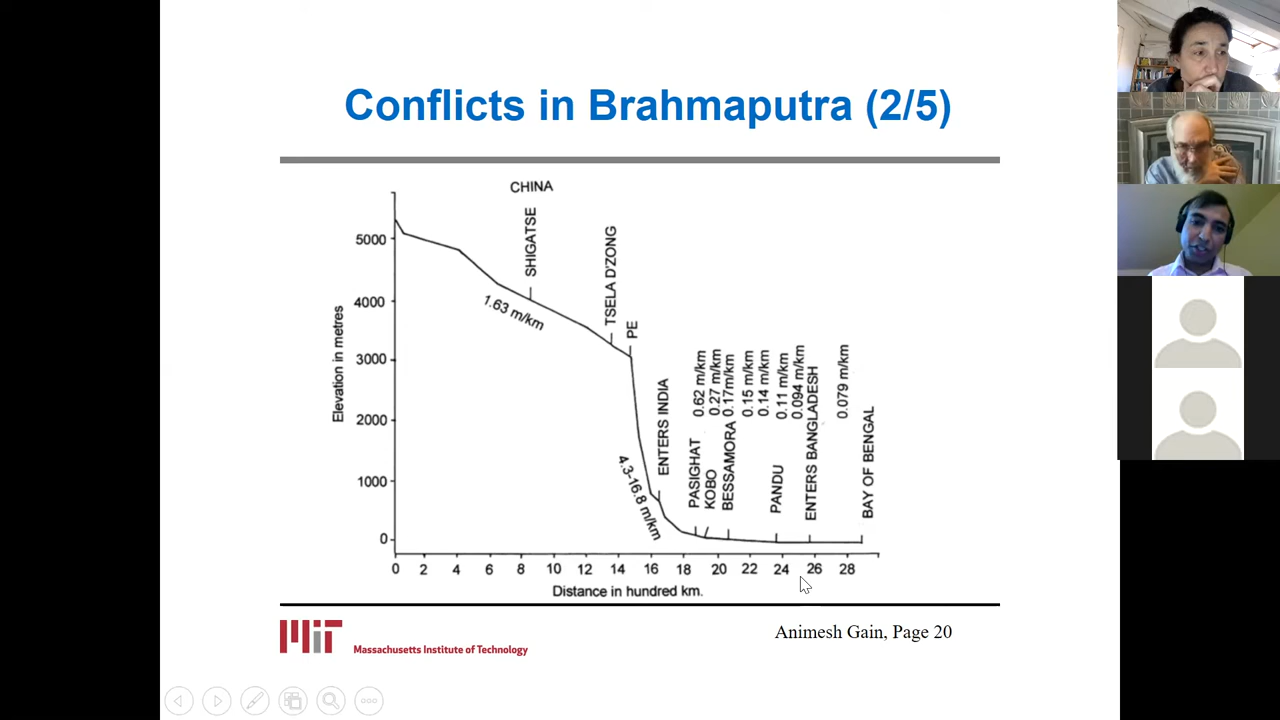 Conflicts in Brahmaputra (2/5)
CHINA
SHIGATSE
TSELA D'ZONG
PE
1.63 m/km
4.3-16.8 m/km
ENTERS INDIA
PASIGHAT
0.62 m/km
KOBO
0.27 m/km
BESSAMORA 0.17m/km
0.15 m/km
0.14 m/km
PANDU
0.11 m/km
0.094 m/km
ENTERS BANGLADESH
0.079 m/km
BAY OF BENGAL
Elevation in metres
5000
4000
3000
2000
1000
0
0 2 4 6 8 10 12 14 16 18 20 22 24 26 28
Distance in hundred km.
MIT
Massachusetts Institute of Technology
Animesh Gain, Page 20